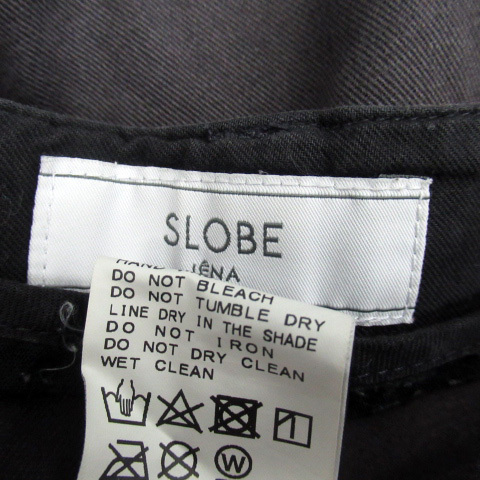 SLOBE
IÉNA
DO NOT BLEACH
DO NOT TUMBLE DRY
LINE DRY IN THE SHADE
DO NOT IRON
DO NOT DRY CLEAN
WET CLEAN
W